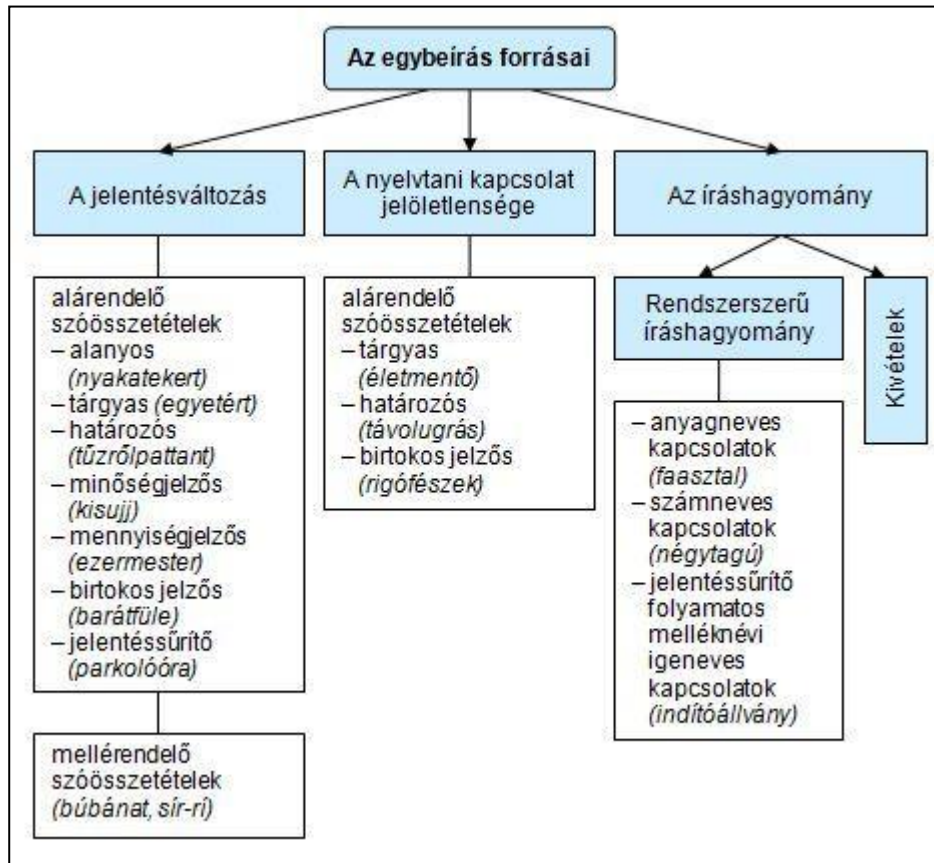 Az egybeírás forrásai
A jelentésváltozás
alárendelő
szóösszetételek
– alanyos
(nyakatekert)
– tárgyas (egyetért)
– határozós
(tűzrőlpattant)
– minőségjelzős
(kisujj)
– mennyiségjelzős
(ezermester)
– birtokos jelzős
(barátfüle)
– jelentéssűrítő
(parkolóóra)
mellérendelő
szóösszetételek
(búbánat, sír-rí)
A nyelvtani kapcsolat
jelöletlensége
alárendelő
szóösszetételek
– tárgyas
(életmentő)
– határozós
(távolugrás)
– birtokos jelzős
(rigófészek)
Az íráshagyomány
Rendszerszerű
íráshagyomány
– anyagneves
kapcsolatok
(faasztal)
– számneves
kapcsolatok
(négytagú)
– jelentéssűrítő
folyamatos
melléknévi
igeneves
kapcsolatok
(indítóállvány)
Kivételek